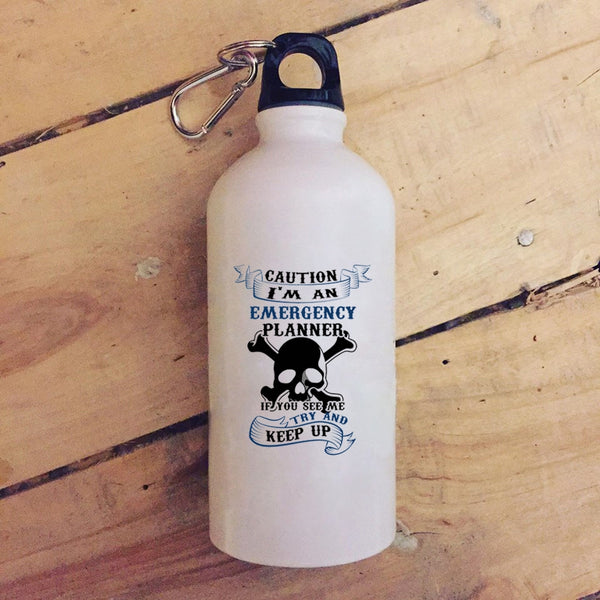 CAUTION
I'M AN
EMERGENCY
PLANNER,
IF YOU SEE ME
TRY AND
KEEP UP